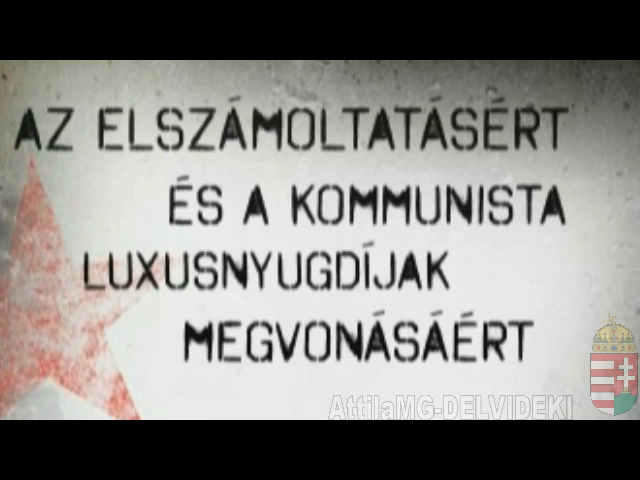 AZ ELSZÁMOLTATÁSÉRT
ÉS A KOMMUNISTA
LUXUSNYUGDÍJAK
MEGVONÁSÁÉRT
AttilaMG-DELVIDEKI